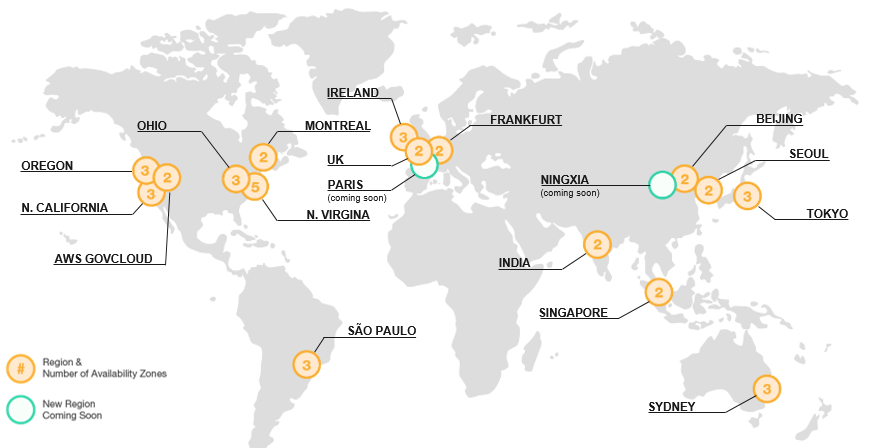 IRELAND
OHIO
MONTREAL
FRANKFURT
BEIJING
3
2
2
2
UK
SEOUL
OREGON
3
2
3
5
PARIS
(coming soon)
NINGXIA
(coming soon)
2
2
3
3
N. CALIFORNIA
N. VIRGINA
TOKYO
AWS GOVCLOUD
2
INDIA
2
SINGAPORE
SÃO PAULO
3
3
SYDNEY
#
Region &
Number of Availability Zones
New Region
Coming Soon